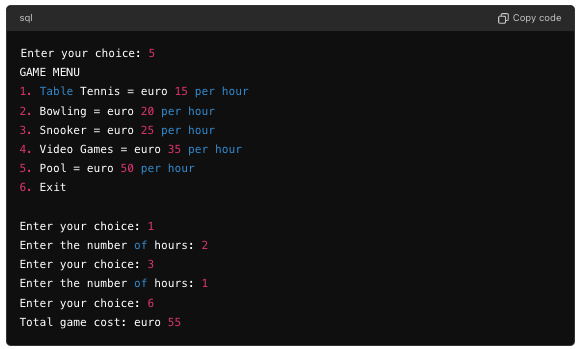 sql
Copy code
Enter your choice: 5
GAME MENU
1. Table Tennis = euro 15 per hour
2. Bowling = euro 20 per hour
3. Snooker = euro 25 per hour
4. Video Games = euro 35 per hour
5. Pool = euro 50 per hour
6. Exit
Enter your choice: 1
Enter the number of hours: 2
Enter your choice: 3
Enter the number of hours: 1
Enter your choice: 6
Total game cost: euro 55